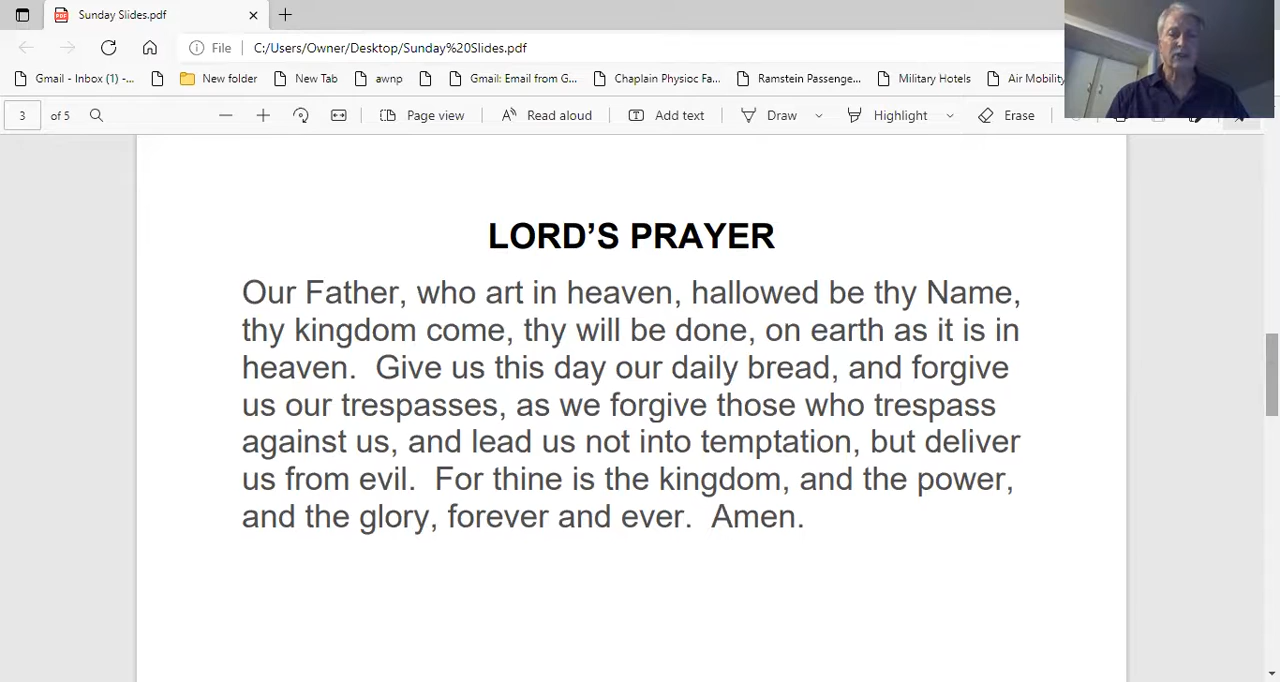 Sunday Slides.pdf
File C:/Users/Owner/Desktop/Sunday%20Slides.pdf
Gmail - Inbox (1) -... New folder New Tab awnp Gmail: Email from G... Chaplain Physioc Fa... Ramstein Passenge... Military Hotels Air Mobility
3 of 5 Page view Read aloud Add text Draw Highlight Erase
LORD’S PRAYER
Our Father, who art in heaven, hallowed be thy Name,
thy kingdom come, thy will be done, on earth as it is in
heaven. Give us this day our daily bread, and forgive
us our trespasses, as we forgive those who trespass
against us, and lead us not into temptation, but deliver
us from evil. For thine is the kingdom, and the power,
and the glory, forever and ever. Amen.